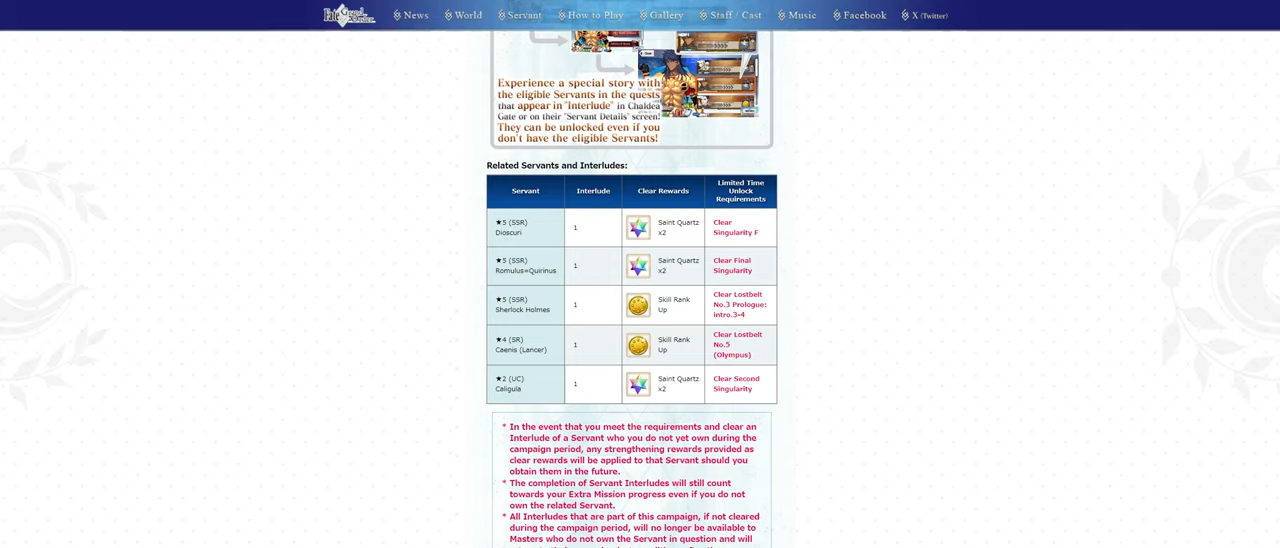 Fate Grand Order
News World Servant How to Play Gallery Staff / Cast Music Facebook X (Twitter)
Experience a special story with
the eligible Servants in the quests
that appear in "Interlude" in Chaldea
Gate or on their "Servant Details" screen!
They can be unlocked even if you
don't have the eligible Servants!
Related Servants and Interludes:
Servant Interlude Clear Rewards Limited Time
Unlock
Requirements
★5 (SSR)
Dioscuri
1
Saint Quartz
x2
Clear
Singularity F
★5 (SSR)
Romulus=Quirinus
1
Saint Quartz
x2
Clear Final
Singularity
★5 (SSR)
Sherlock Holmes
1
Skill Rank
Up
Clear Lostbelt
No.3 Prologue:
intro.3-4
★4 (SR)
Caenis (Lancer)
1
Skill Rank
Up
Clear Lostbelt
No.5
(Olympus)
★2 (UC)
Caligula
1
Saint Quartz
x2
Clear Second
Singularity
* In the event that you meet the requirements and clear an
Interlude of a Servant who you do not yet own during the
campaign period, any strengthening rewards provided as
clear rewards will be applied to that Servant should you
obtain them in the future.
* The completion of Servant Interludes will still count
towards your Extra Mission progress even if you do not
own the related Servant.
* All Interludes that are part of this campaign, if not cleared
during the campaign period, will no longer be available to
Masters who do not own the Servant in question and will